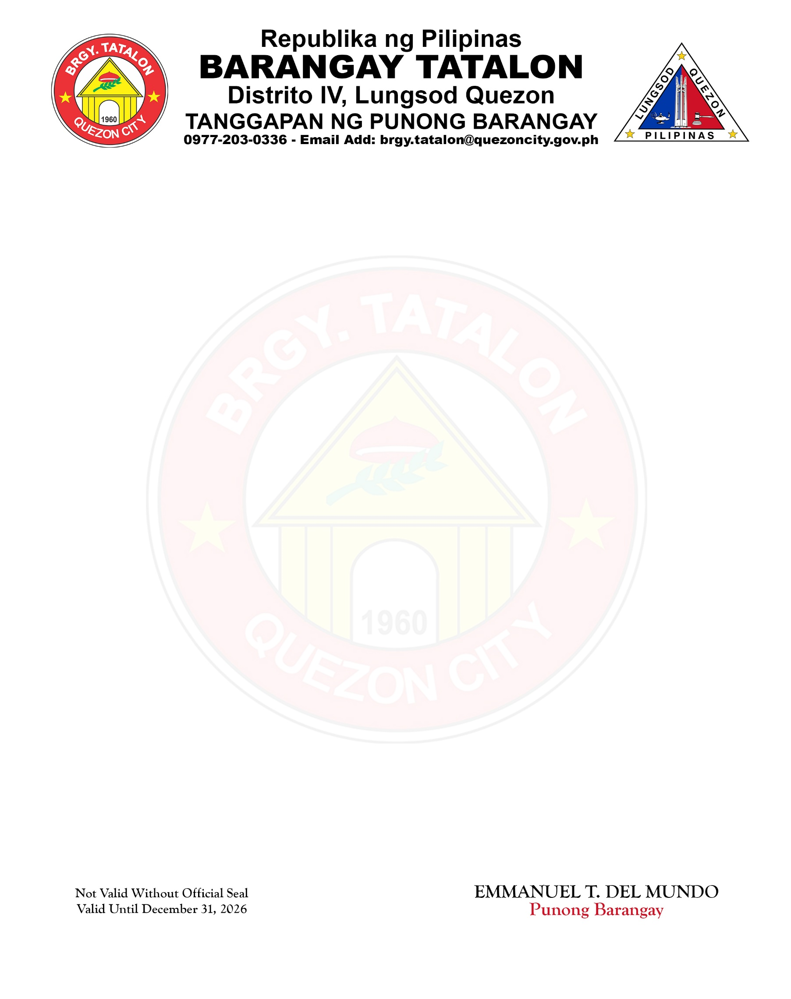 Republika ng Pilipinas
BARANGAY TATALON
Distrito IV, Lungsod Quezon
TANGGAPAN NG PUNONG BARANGAY
0977-203-0336 - Email Add: brgy.tatalon@quezoncity.gov.ph
BRGY. TATALON
1960
QUEZON CITY
LUNGSOD QUEZON
PILIPINAS
BRGY. TATALON
1960
QUEZON CITY
Not Valid Without Official Seal
Valid Until December 31, 2026
EMMANUEL T. DEL MUNDO
Punong Barangay